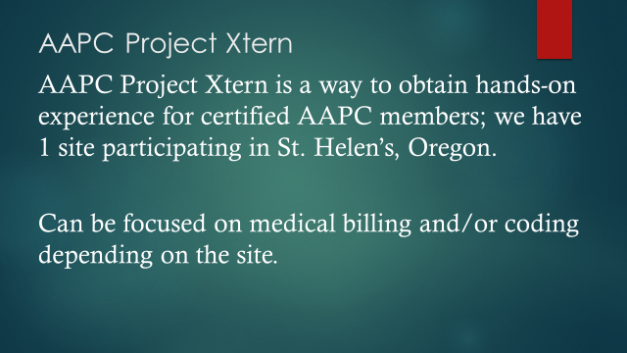 AAPC Project Xtern
AAPC Project Xtern is a way to obtain hands-on
experience for certified AAPC members; we have
1 site participating in St. Helen’s, Oregon.
Can be focused on medical billing and/or coding
depending on the site.